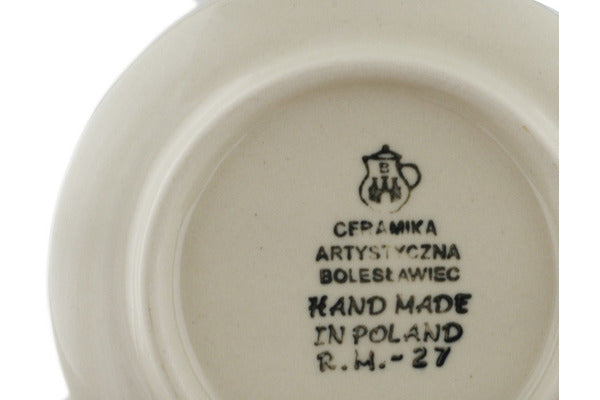 B
CERAMIKA
ARTYSTYCZNA
BOLESŁAWIEC
HAND MADE
IN POLAND
R.M.-27